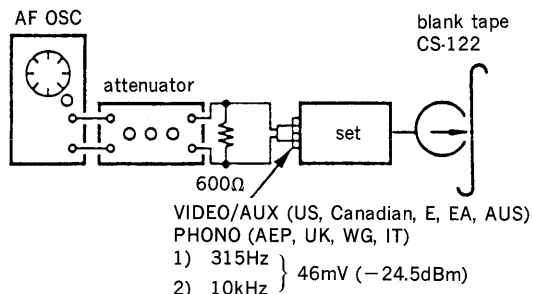 AF OSC
blank tape
CS-122
attenuator
set
600Ω
VIDEO/AUX (US, Canadian, E, EA, AUS)
PHONO (AEP, UK, WG, IT)
1) 315Hz
2) 10kHz
46mV (−24.5dBm)